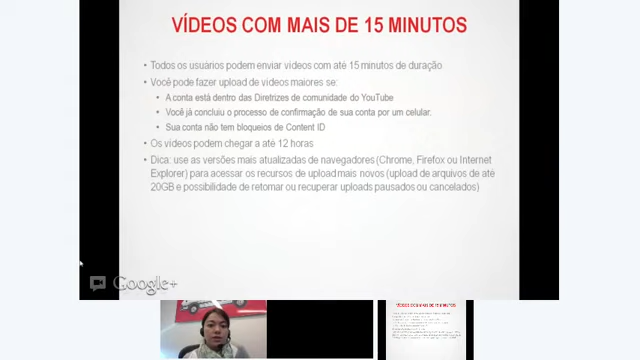 VÍDEOS COM MAIS DE 15 MINUTOS
Todos os usuários podem enviar vídeos com até 15 minutos de duração
Você pode fazer upload de vídeos maiores se:
A conta está dentro das Diretrizes de comunidade do YouTube
Você já concluiu o processo de confirmação de sua conta por um celular.
Sua conta não tem bloqueios de Content ID
Os vídeos podem chegar a até 12 horas
Dica: use as versões mais atualizadas de navegadores (Chrome, Firefox ou Internet
Explorer) para acessar os recursos de upload mais novos (upload de arquivos de até
20GB e possibilidade de retomar ou recuperar uploads pausados ou cancelados)
Google+
VÍDEOS COM MAIS DE 15 MINUTOS